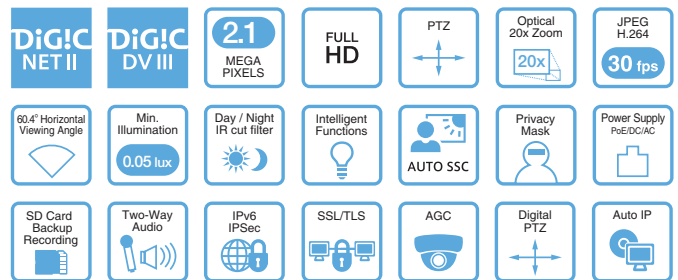 DiG!C
NET II
DiG!C
DV III
2.1
MEGA
PIXELS
FULL
HD
PTZ
Optical
20x Zoom
20x
JPEG
H.264
30 fps
60.4° Horizontal
Viewing Angle
Min.
Illumination
0.05 lux
Day / Night
IR cut filter
Intelligent
Functions
AUTO SSC
Privacy
Mask
Power Supply
PoE/DC/AC
SD Card
Backup
Recording
Two-Way
Audio
IPv6
IPSec
SSL/TLS
AGC
Digital
PTZ
Auto IP